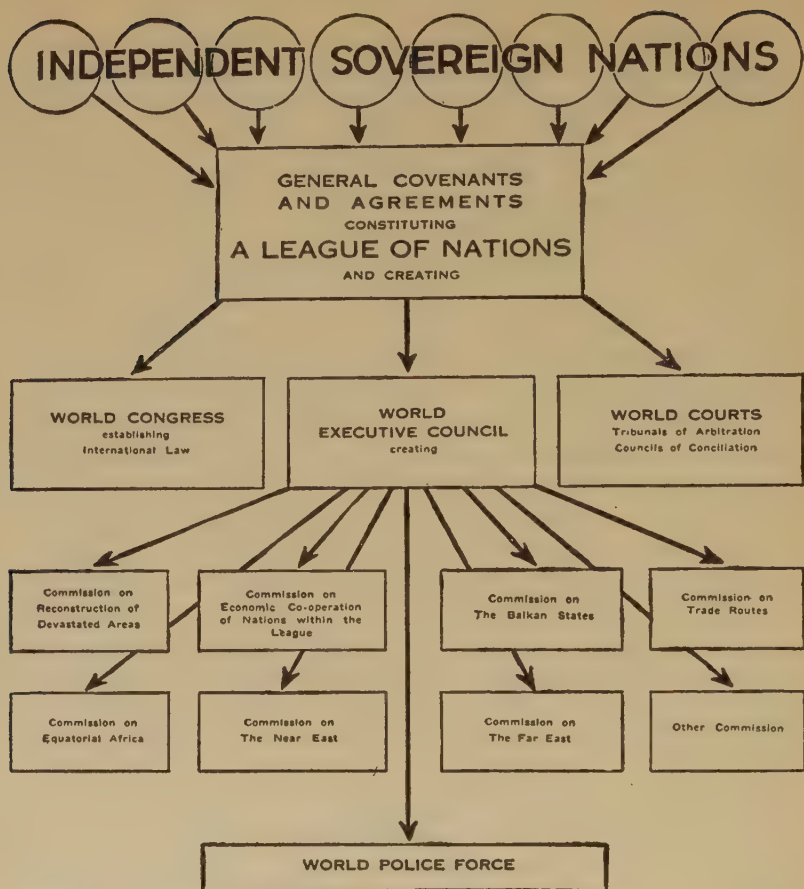 INDEPENDENT SOVEREIGN NATIONS
GENERAL COVENANTS
AND AGREEMENTS
CONSTITUTING
A LEAGUE OF NATIONS
AND CREATING
WORLD CONGRESS
establishing
International Law
WORLD
EXECUTIVE COUNCIL
creating
WORLD COURTS
Tribunals of Arbitration
Councils of Conciliation
Commission on
Reconstruction of
Devastated Areas
Commission on
Economic Co-operation
of Nations within the
League
Commission on
The Balkan States
Commission on
Trade Routes
Commission on
Equatorial Africa
Commission on
The Near East
Commission on
The Far East
Other Commission
WORLD POLICE FORCE